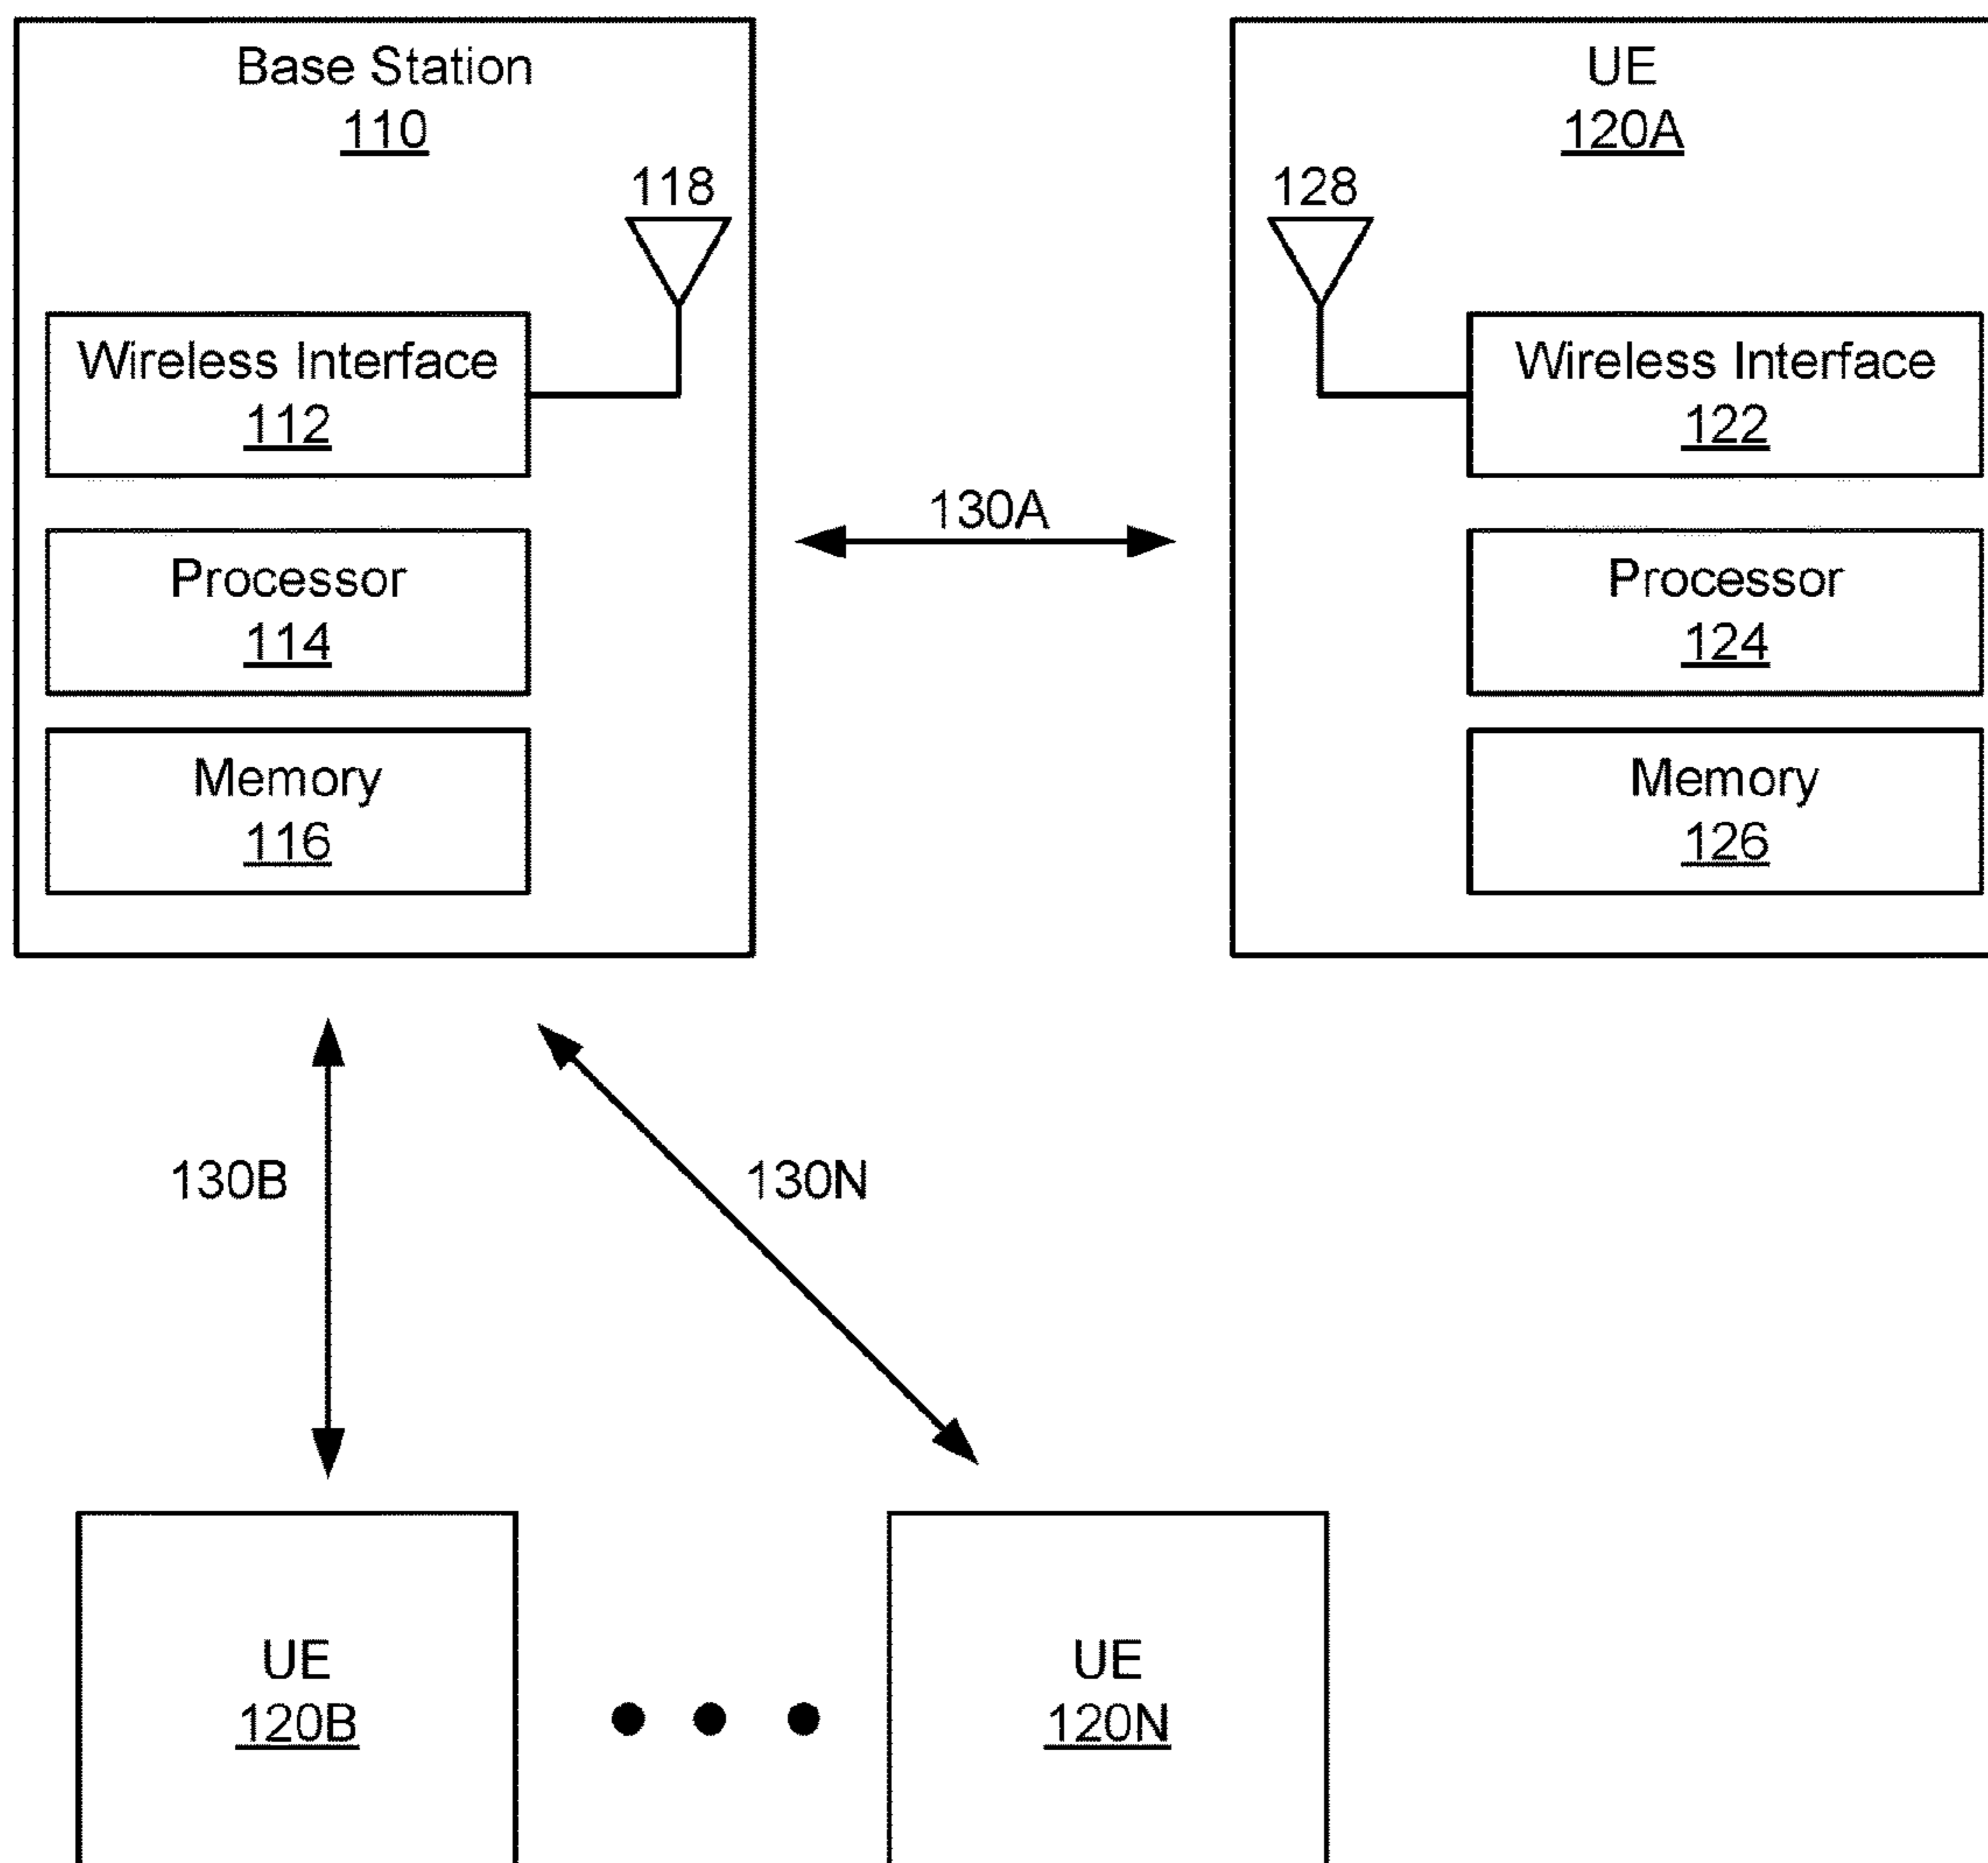 Base Station
110
118
Wireless Interface
112
Processor
114
Memory
116
UE
120A
128
Wireless Interface
122
Processor
124
Memory
126
130A
130B
130N
UE
120B
UE
120N